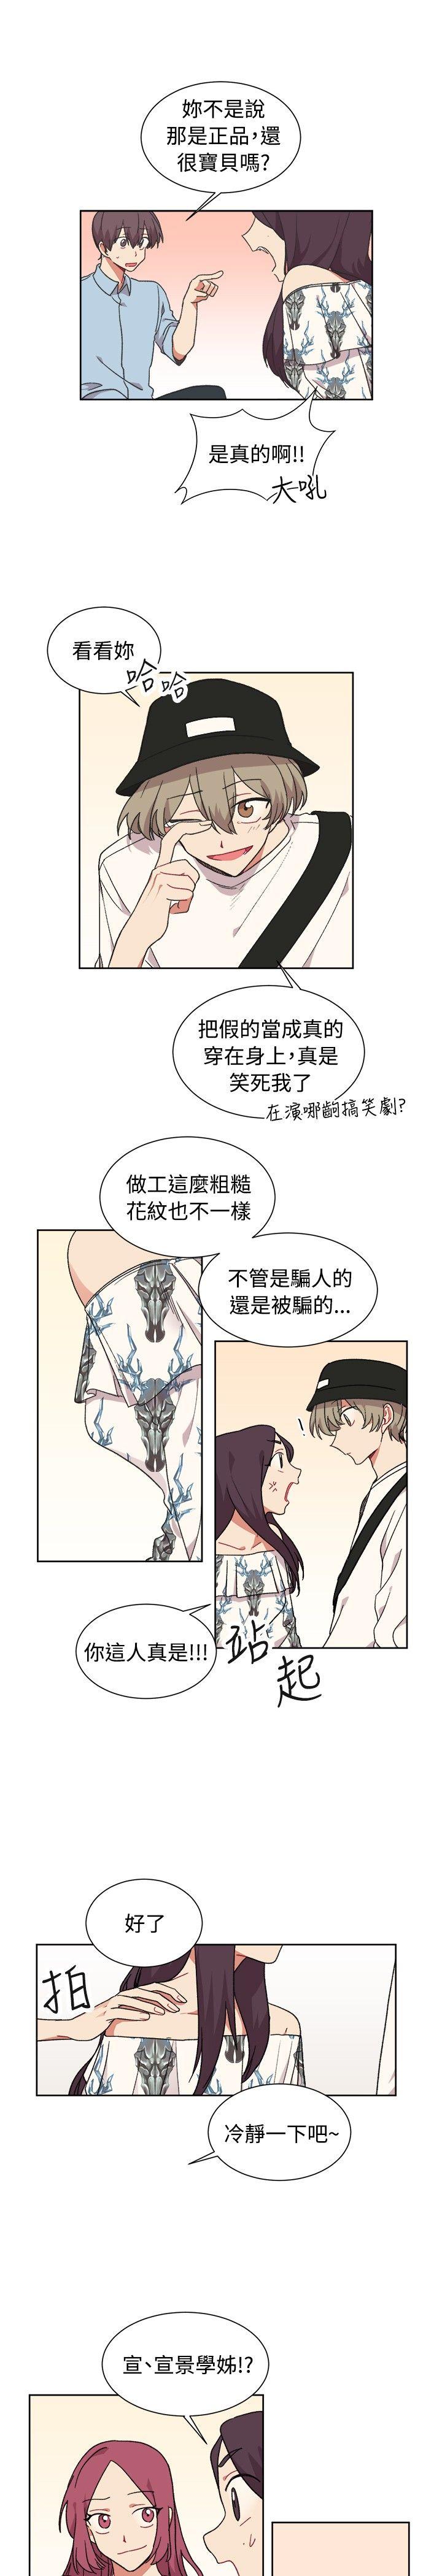 妳不是說
那是正品，還
很寶貝嗎?
是真的啊!!
大吼
看看妳
哈哈
把假的當成真的
穿在身上，真是
笑死我了
在演哪齣搞笑劇?
做工這麼粗糙
花紋也不一樣
不管是騙人的
還是被騙的...
你這人真是!!!
站起
好了
拍
冷靜一下吧~
宣、宣景學姊!?